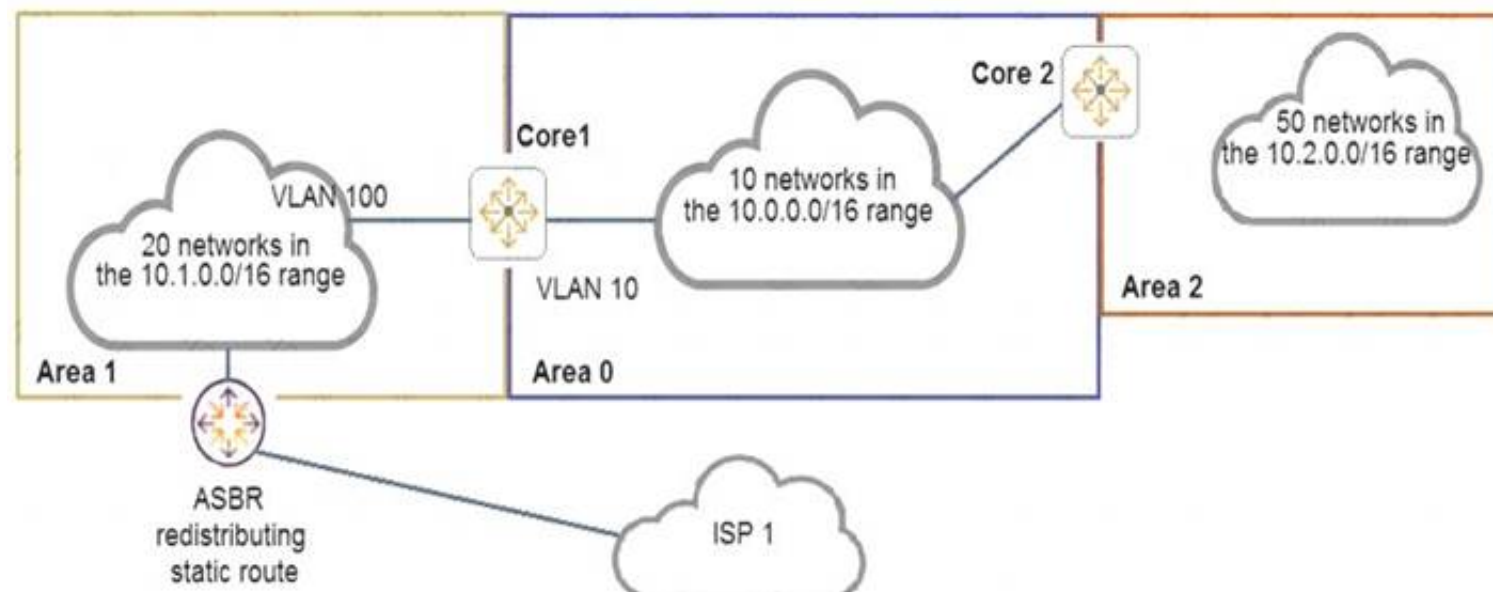 Core1
Core 2
50 networks in
the 10.2.0.0/16 range
VLAN 100
10 networks in
the 10.0.0.0/16 range
20 networks in
the 10.1.0.0/16 range
VLAN 10
Area 1
Area 0
Area 2
ASBR
redistributing
static route
ISP 1